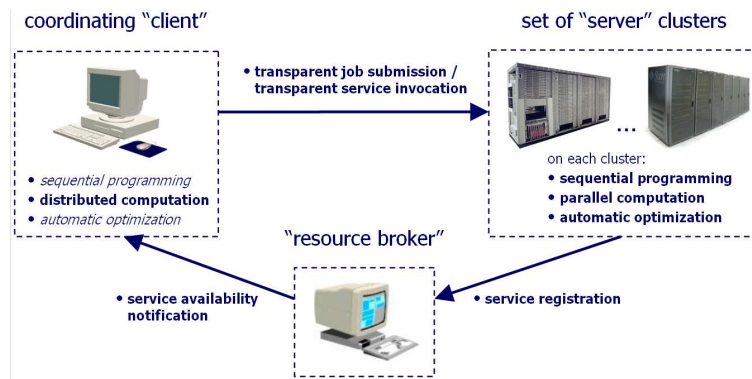 coordinating “client”
set of “server” clusters
• transparent job submission /
transparent service invocation
...
• sequential programming
• distributed computation
• automatic optimization
on each cluster:
• sequential programming
• parallel computation
• automatic optimization
“resource broker”
• service availability
notification
• service registration